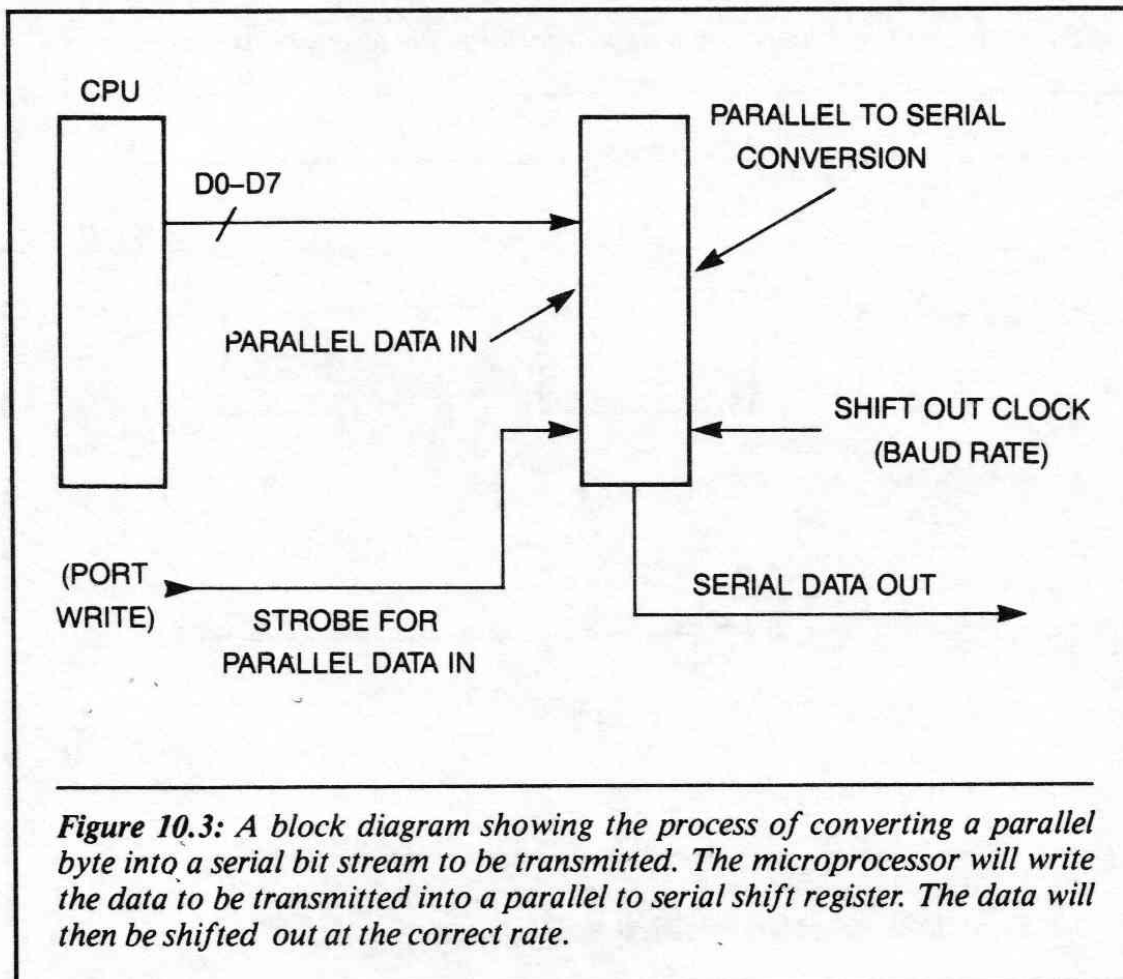 CPU
D0–D7
PARALLEL TO SERIAL
CONVERSION
PARALLEL DATA IN
SHIFT OUT CLOCK
(BAUD RATE)
(PORT
WRITE)
STROBE FOR
PARALLEL DATA IN
SERIAL DATA OUT
Figure 10.3: A block diagram showing the process of converting a parallel
byte into a serial bit stream to be transmitted. The microprocessor will write
the data to be transmitted into a parallel to serial shift register. The data will
then be shifted out at the correct rate.